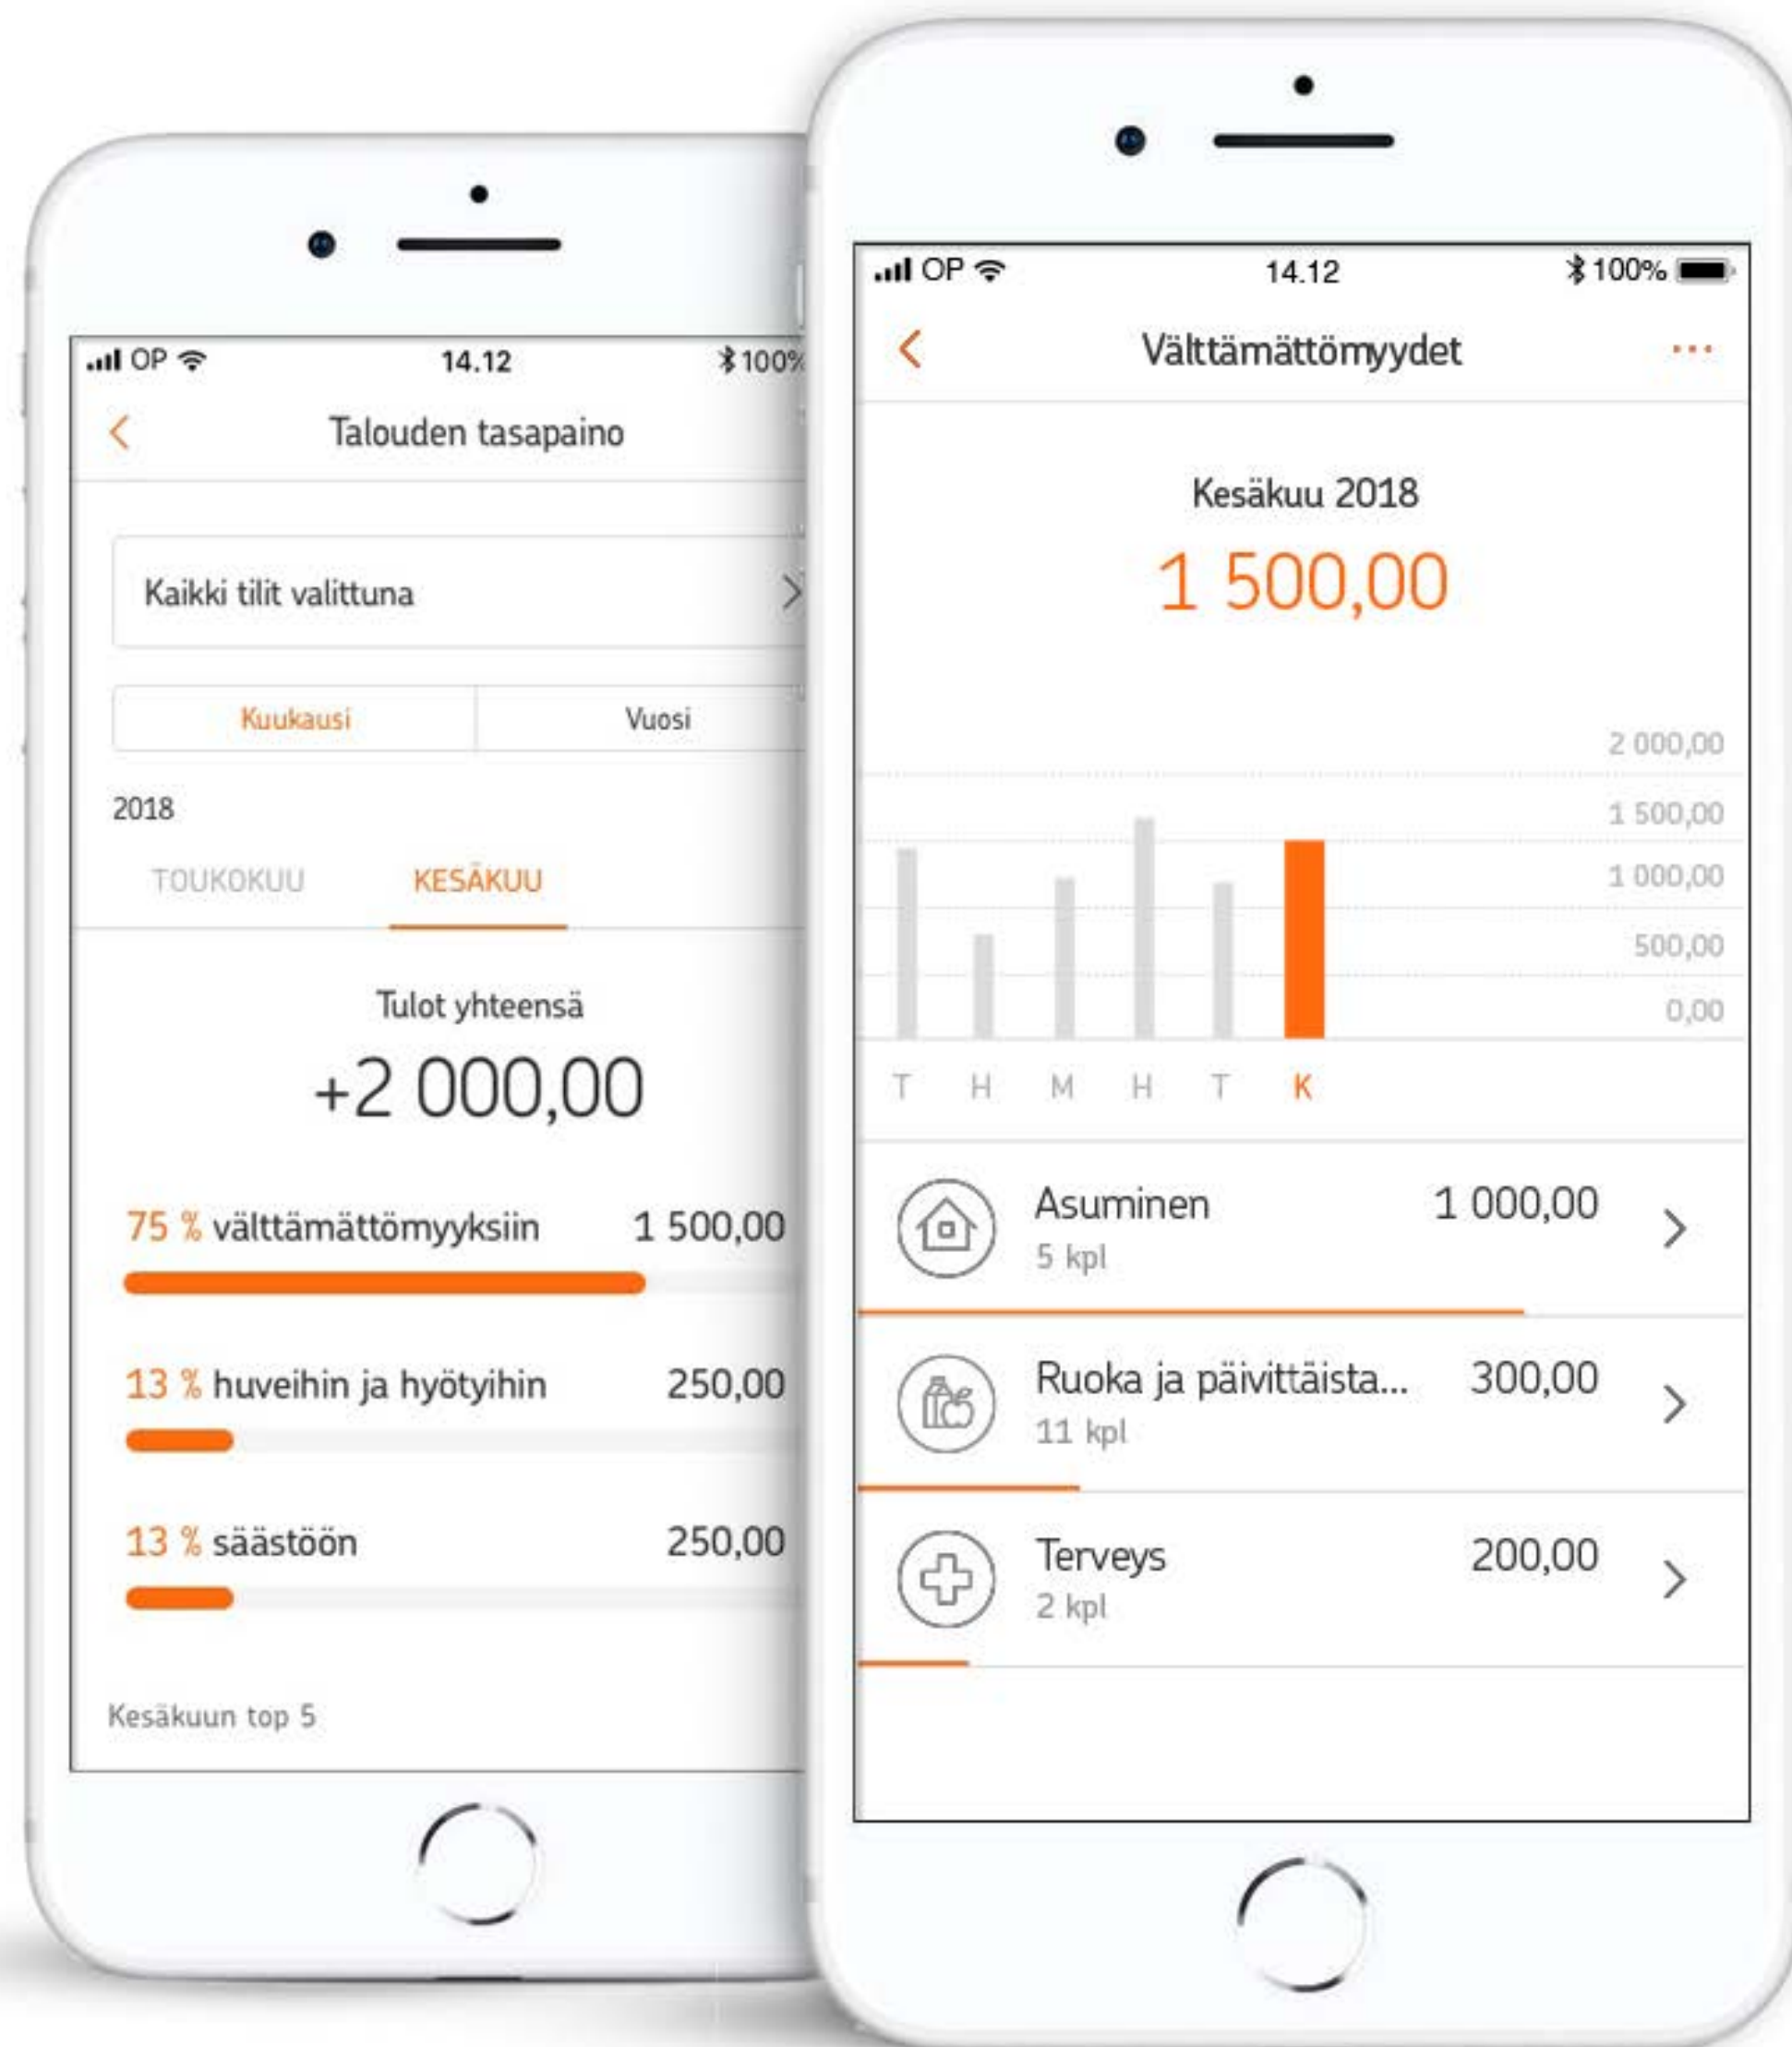 OP 14.12 100%
Talouden tasapaino
Kaikki tilit valittuna
Kuukausi Vuosi
2018
TOUKOKUU KESÄKUU
Tulot yhteensä
+2 000,00
75 % välttämättömyyksiin 1 500,00
13 % huveihin ja hyötyihin 250,00
13 % säästöön 250,00
Kesäkuun top 5
OP 14.12 100%
Välttämättömyydet
Kesäkuu 2018
1 500,00
2 000,00
1 500,00
1 000,00
500,00
0,00
T H M H T K
Asuminen 1 000,00
5 kpl
Ruoka ja päivittäista... 300,00
11 kpl
Terveys 200,00
2 kpl